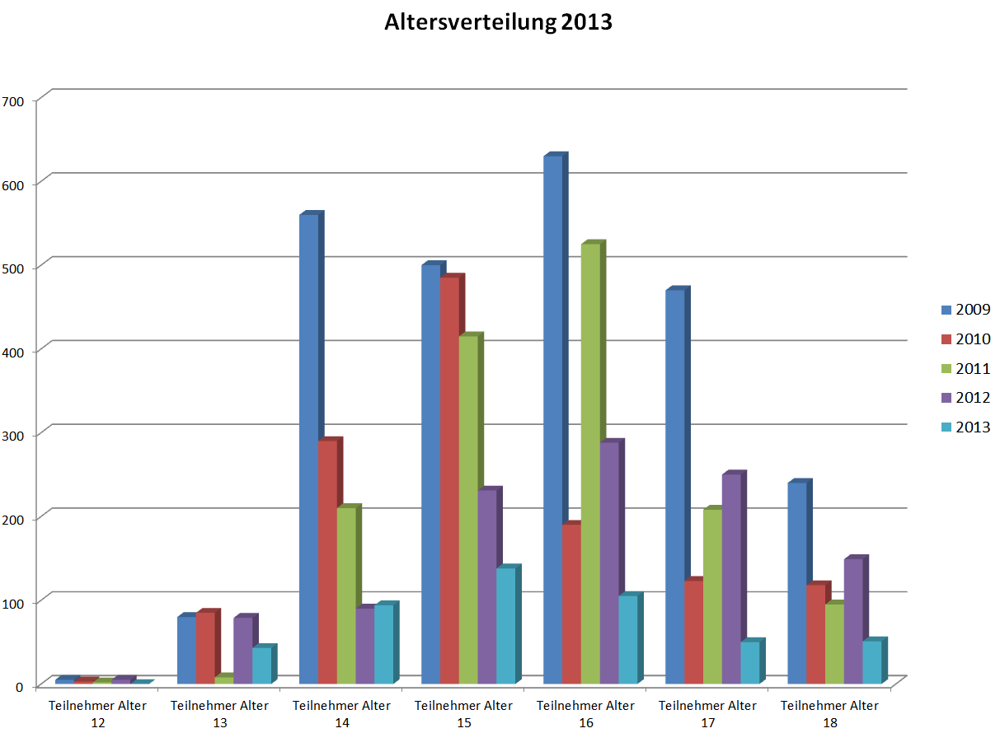 Altersverteilung 2013
700
600
500
400
300
200
100
0
Teilnehmer Alter
12
Teilnehmer Alter
13
Teilnehmer Alter
14
Teilnehmer Alter
15
Teilnehmer Alter
16
Teilnehmer Alter
17
Teilnehmer Alter
18
2009
2010
2011
2012
2013